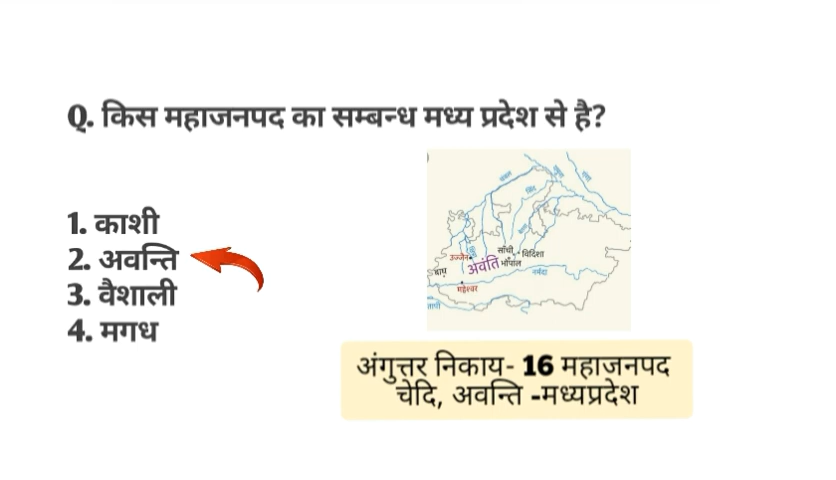 Q. किस महाजनपद का सम्बन्ध मध्य प्रदेश से है?
1. काशी
2. अवन्ति
3. वैशाली
4. मगध
साँची
विदिशा
उज्जैन
अवंति
भोपाल
बाघ
नर्मदा
महेश्वर
अंगुत्तर निकाय- 16 महाजनपद
चेदि, अवन्ति -मध्यप्रदेश